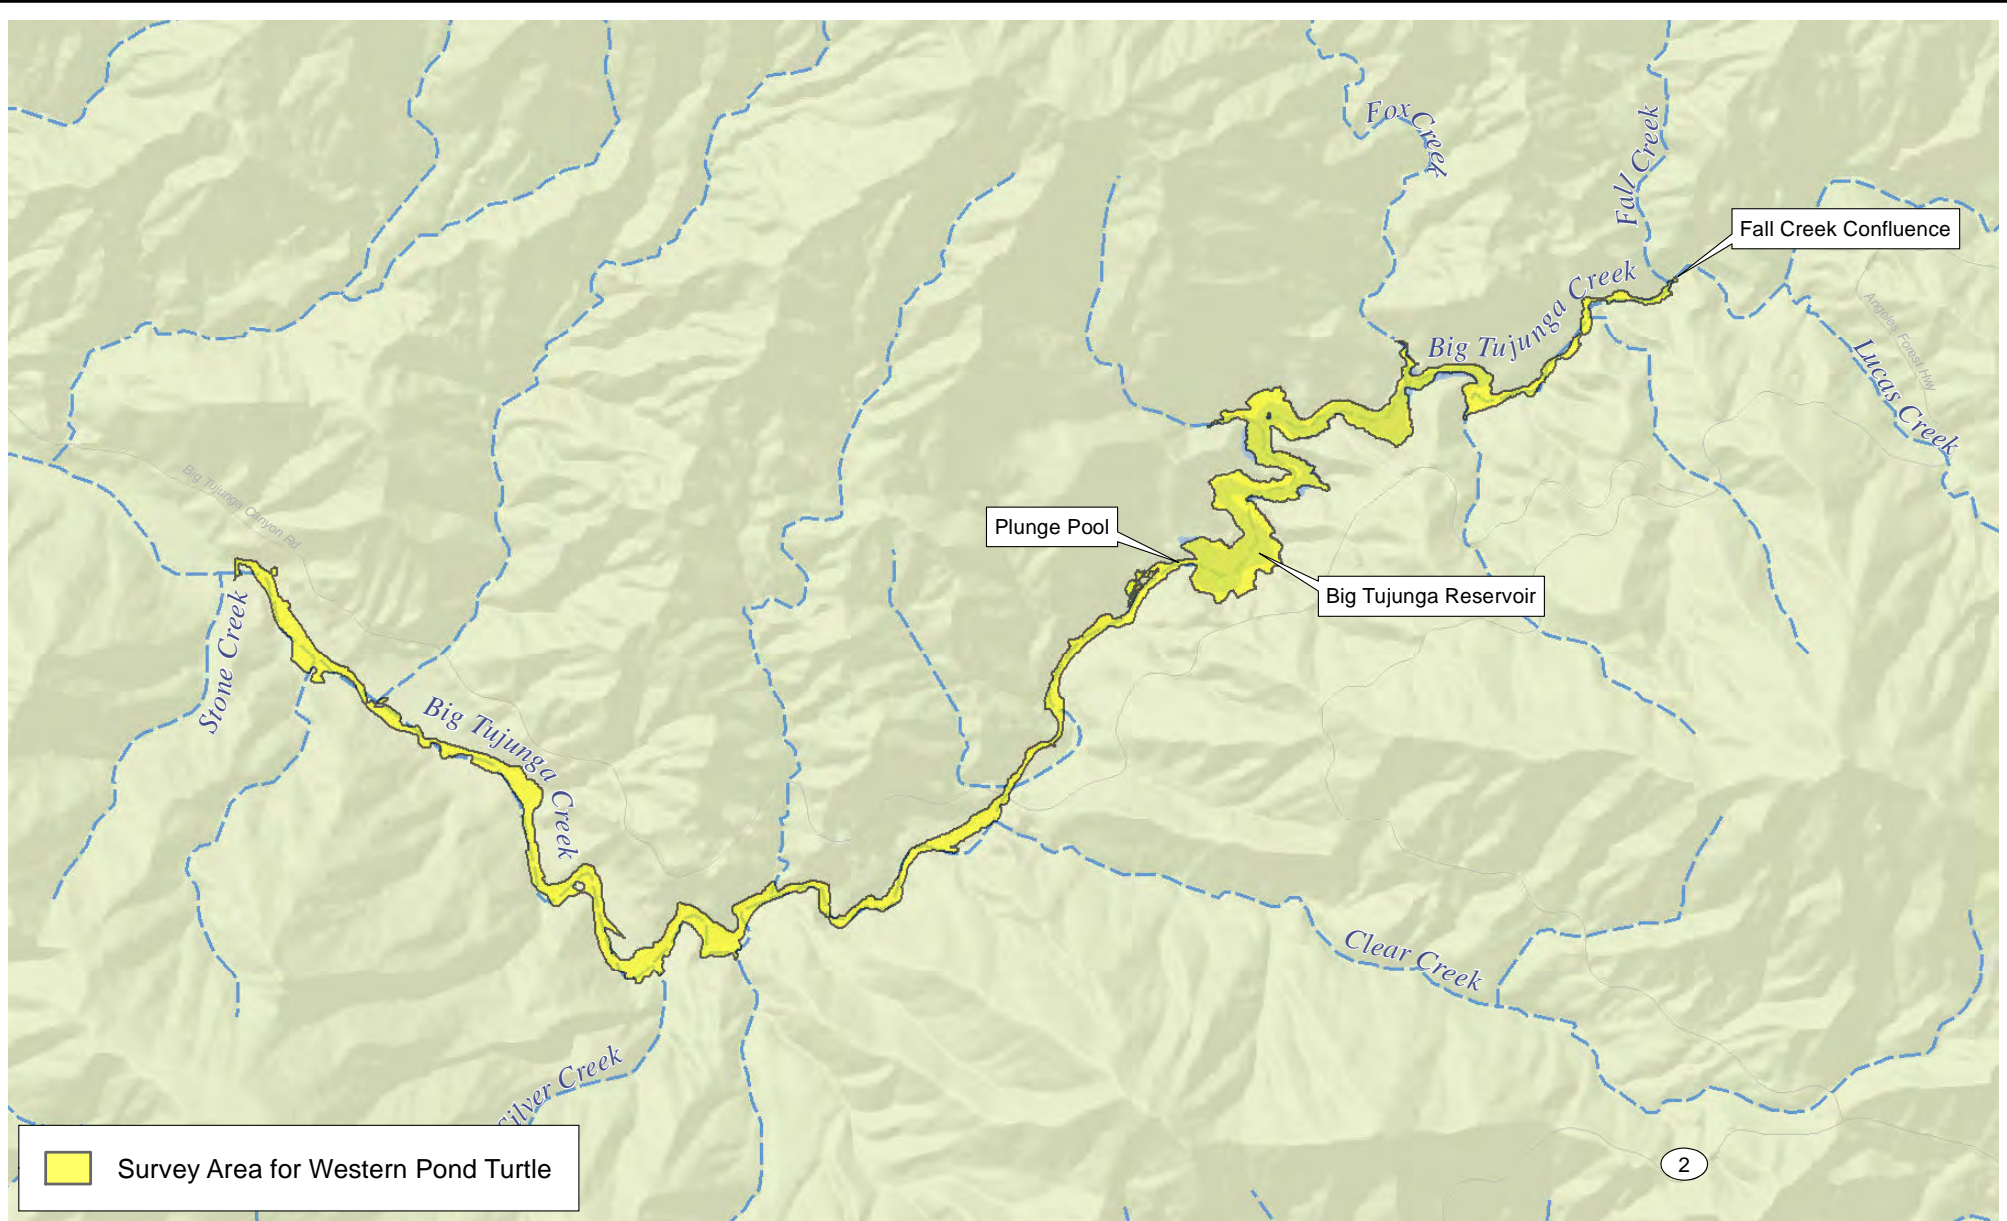 Fox Creek
Fall Creek
Fall Creek Confluence
Big Tujunga Creek
Angeles Forest Hwy
Lucas Creek
Big Tujunga Canyon Rd
Plunge Pool
Big Tujunga Reservoir
Stone Creek
Big Tujunga Creek
Clear Creek
Silver Creek
Survey Area for Western Pond Turtle
2